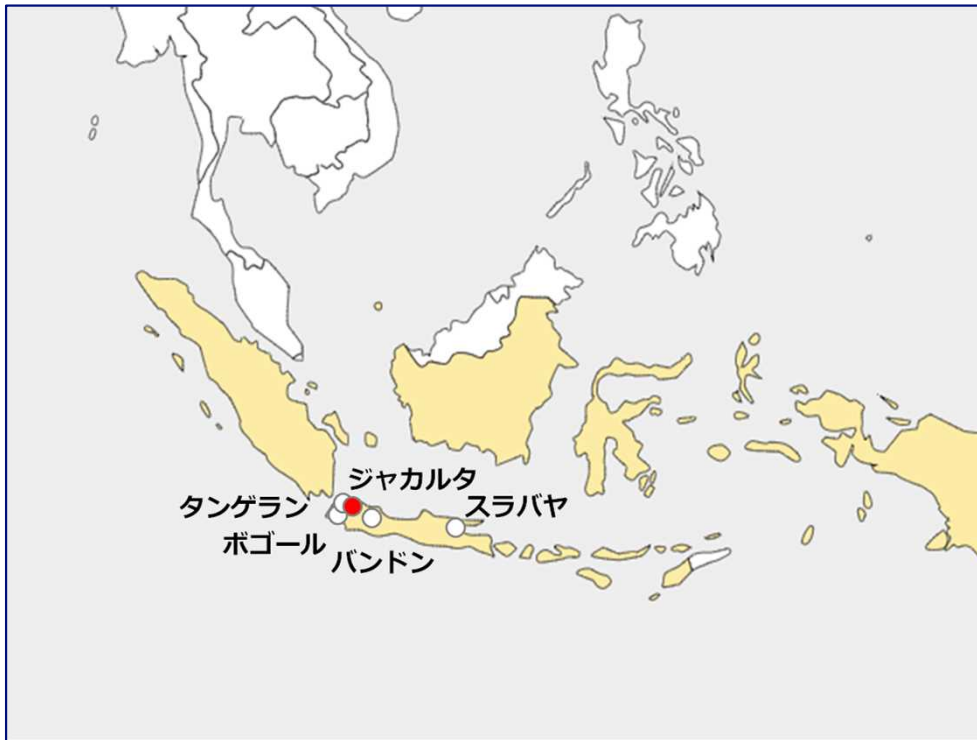 ジャカルタ
タンゲラン
スラバヤ
ボゴール
バンドン